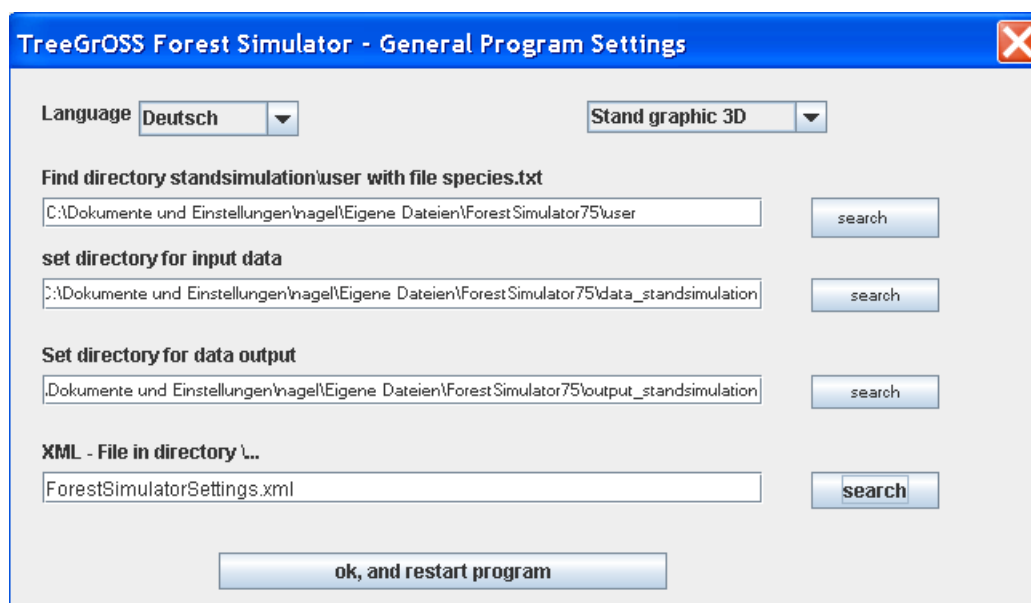 TreeGrOSS Forest Simulator - General Program Settings
Language Deutsch Stand graphic 3D
Find directory standsimulation\user with file species.txt
C:\Dokumente und Einstellungen\nagel\Eigene Dateien\ForestSimulator75\user search
set directory for input data
C:\Dokumente und Einstellungen\nagel\Eigene Dateien\ForestSimulator75\data_standsimulation search
Set directory for data output
.Dokumente und Einstellungen\nagel\Eigene Dateien\ForestSimulator75\output_standsimulation search
XML - File in directory \...
ForestSimulatorSettings.xml search
ok, and restart program